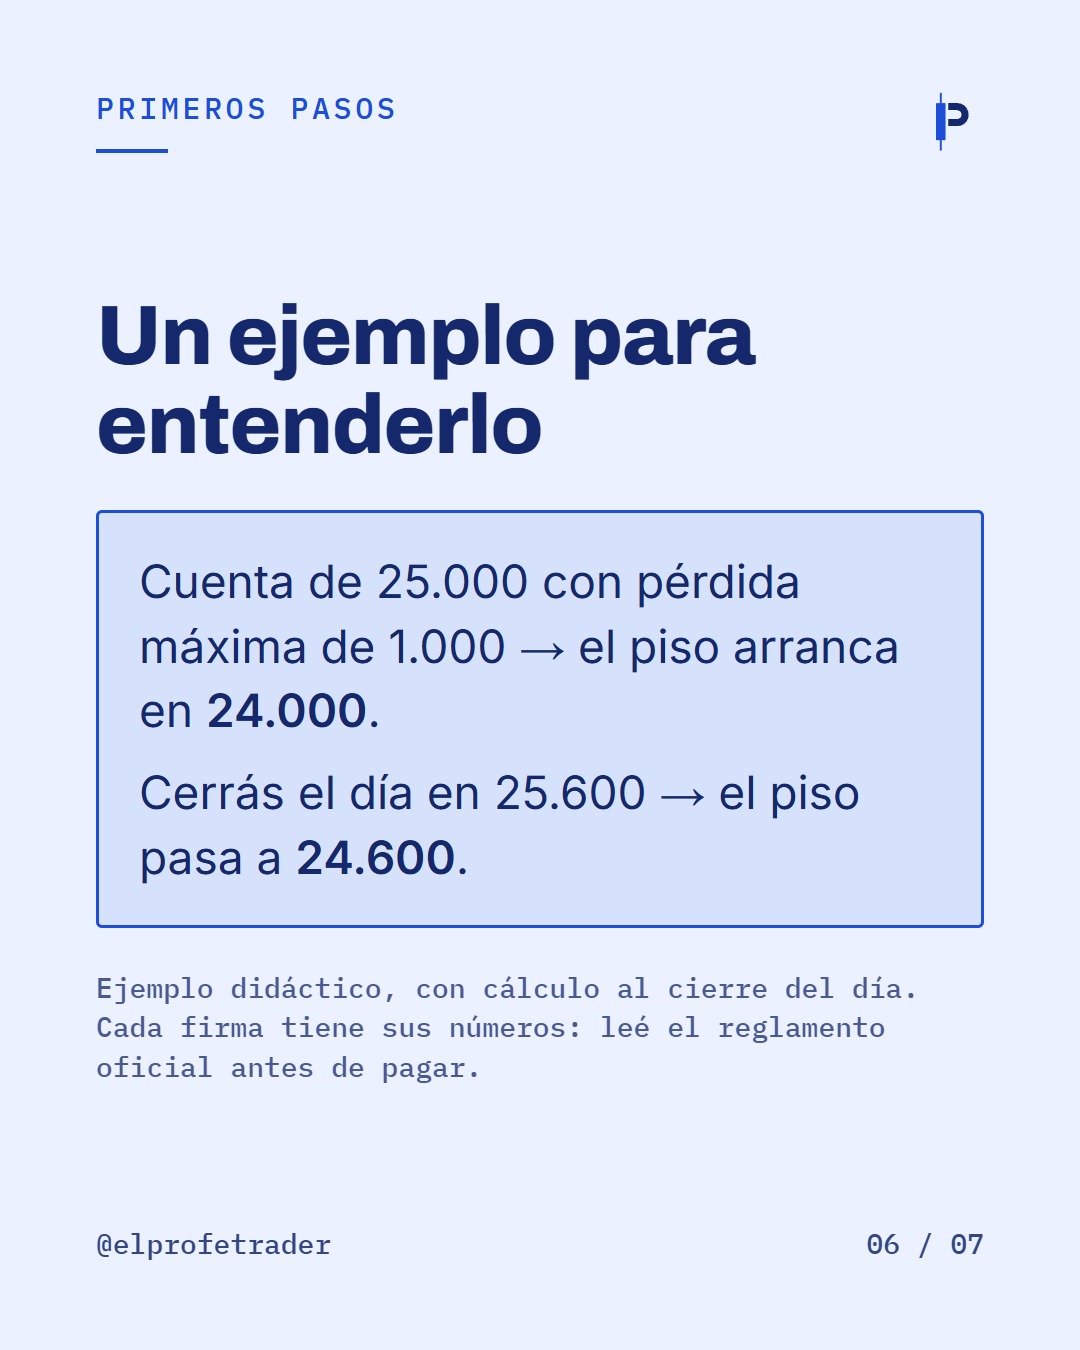 PRIMEROS PASOS
Un ejemplo para
entenderlo
Cuenta de 25.000 con pérdida
máxima de 1.000 → el piso arranca
en 24.000.
Cerrás el día en 25.600 → el piso
pasa a 24.600.
Ejemplo didáctico, con cálculo al cierre del día.
Cada firma tiene sus números: leé el reglamento
oficial antes de pagar.
@elprofetrader
06 / 07